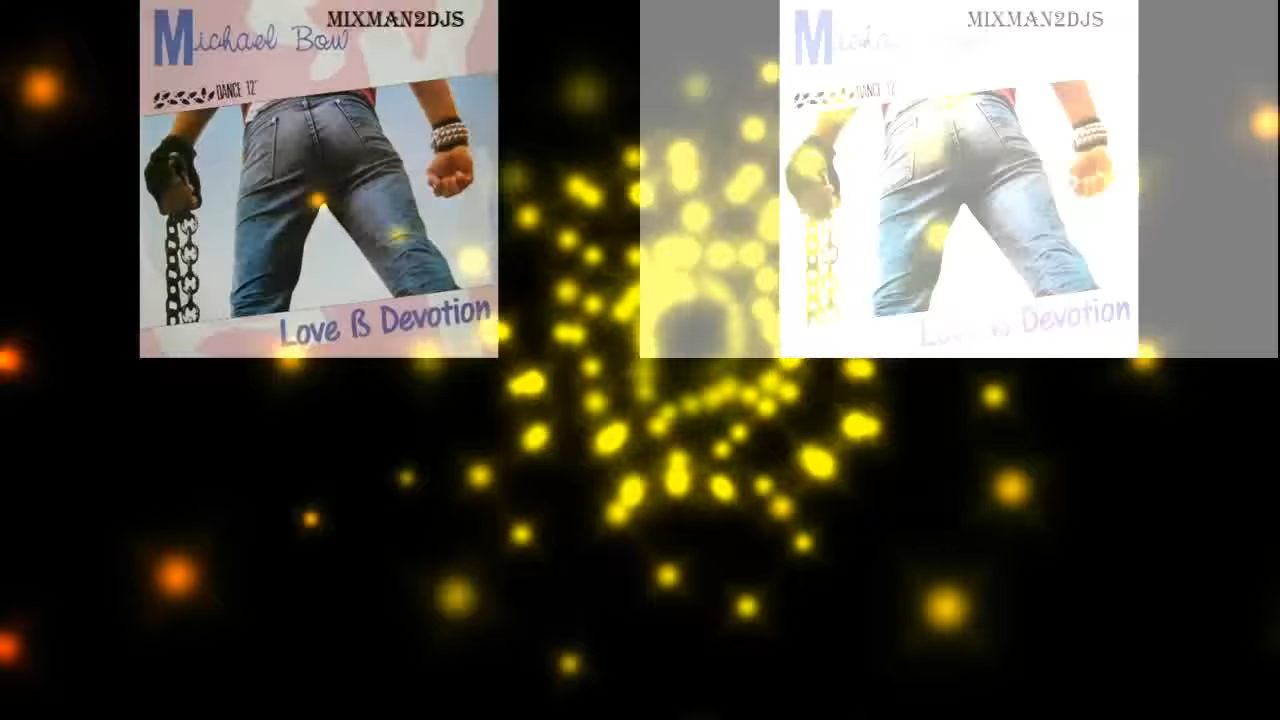 MIXMAN2DJS
Michael Bow
DANCE 12"
Love & Devotion
MIXMAN2DJS
DANCE 12
Devotion